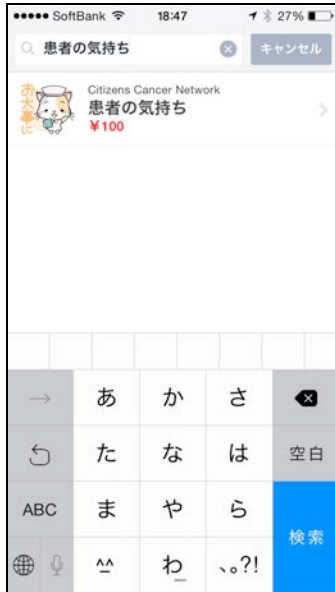 SoftBank 18:47 27%
患者の気持ち キャンセル
お大事に
Citizens Cancer Network
患者の気持ち
¥100
→ あ か さ
た な は 空白
ABC ま や ら
検索
^^ わ 、。?!